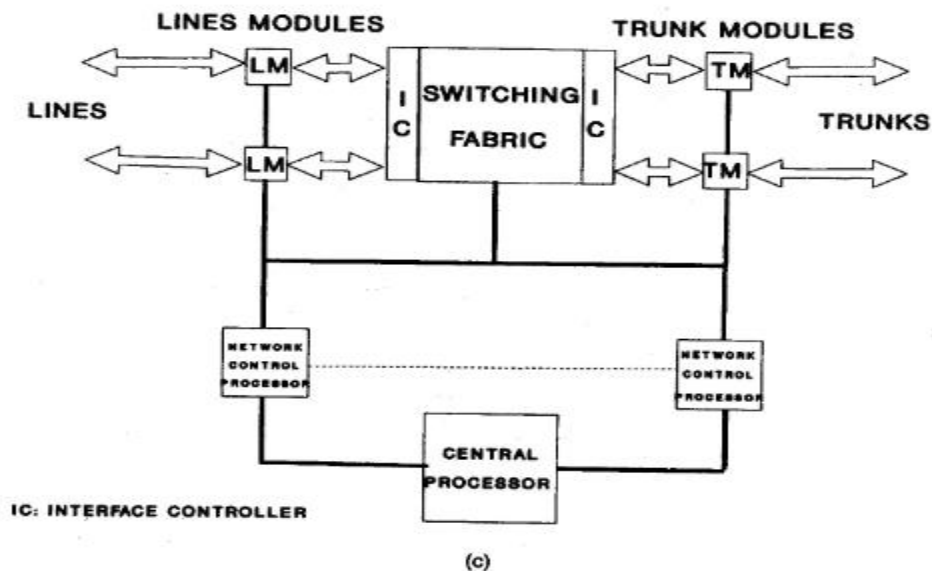 LINES MODULES
TRUNK MODULES
LM
I
C
SWITCHING
FABRIC
I
C
TM
LINES
TRUNKS
LM
TM
NETWORK
CONTROL
PROCESSOR
NETWORK
CONTROL
PROCESSOR
CENTRAL
PROCESSOR
IC: INTERFACE CONTROLLER
(c)